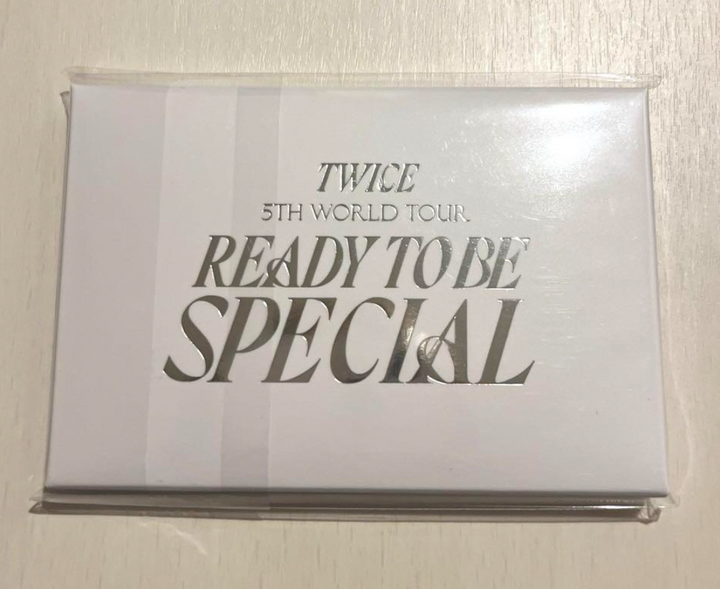 TWICE
5TH WORLD TOUR
READY TO BE
SPECIAL